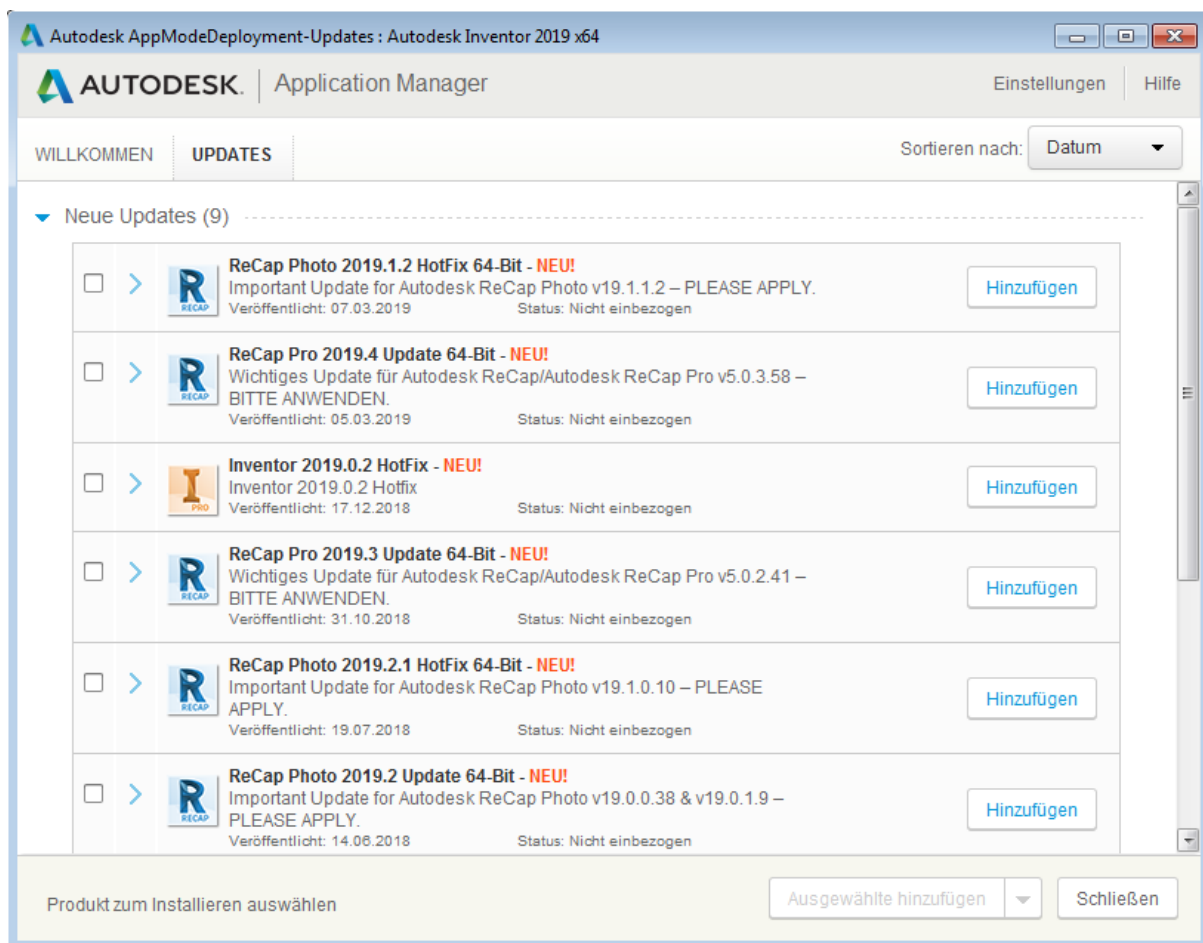 Autodesk AppModeDeployment-Updates : Autodesk Inventor 2019 x64
AUTODESK. Application Manager
Einstellungen Hilfe
WILLKOMMEN UPDATES
Sortieren nach: Datum
Neue Updates (9)
ReCap Photo 2019.1.2 HotFix 64-Bit - NEU!
Important Update for Autodesk ReCap Photo v19.1.1.2 – PLEASE APPLY.
Veröffentlicht: 07.03.2019 Status: Nicht einbezogen
R RECAP
Hinzufügen
ReCap Pro 2019.4 Update 64-Bit - NEU!
Wichtiges Update für Autodesk ReCap/Autodesk ReCap Pro v5.0.3.58 –
BITTE ANWENDEN.
Veröffentlicht: 05.03.2019 Status: Nicht einbezogen
R RECAP
Hinzufügen
Inventor 2019.0.2 HotFix - NEU!
Inventor 2019.0.2 Hotfix
Veröffentlicht: 17.12.2018 Status: Nicht einbezogen
I PRO
Hinzufügen
ReCap Pro 2019.3 Update 64-Bit - NEU!
Wichtiges Update für Autodesk ReCap/Autodesk ReCap Pro v5.0.2.41 –
BITTE ANWENDEN.
Veröffentlicht: 31.10.2018 Status: Nicht einbezogen
R RECAP
Hinzufügen
ReCap Photo 2019.2.1 HotFix 64-Bit - NEU!
Important Update for Autodesk ReCap Photo v19.1.0.10 – PLEASE
APPLY.
Veröffentlicht: 19.07.2018 Status: Nicht einbezogen
R RECAP
Hinzufügen
ReCap Photo 2019.2 Update 64-Bit - NEU!
Important Update for Autodesk ReCap Photo v19.0.0.38 & v19.0.1.9 –
PLEASE APPLY.
Veröffentlicht: 14.06.2018 Status: Nicht einbezogen
R RECAP
Hinzufügen
Produkt zum Installieren auswählen
Ausgewählte hinzufügen
Schließen